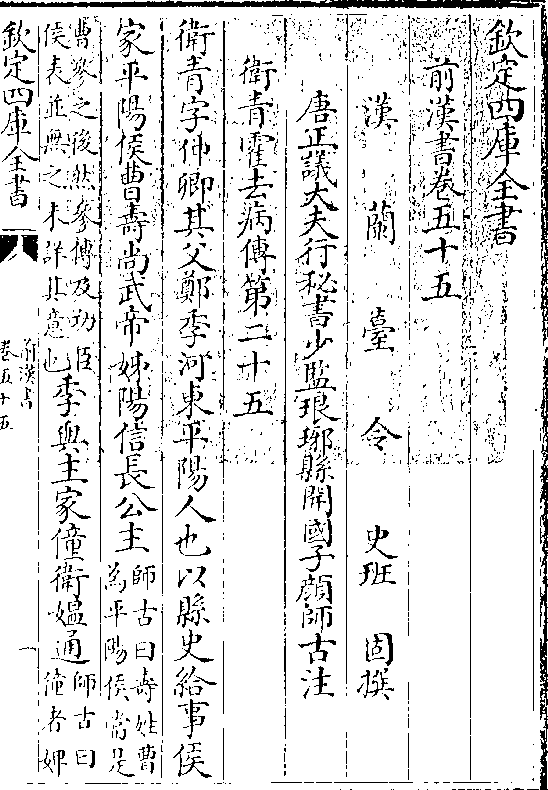 欽定四庫全書
前漢書卷五十五
漢蘭臺令史班固撰
唐正議大夫行秘書少監琅琊縣開國子顏師古注
衛青霍去病傳第二十五
衛青字仲卿其父鄭季河東平陽人也以縣吏給事侯
家平陽侯曹壽尚武帝姊陽信長公主師古曰壽姓曹
為平陽侯當是
曹參之後然參傳及功臣
侯表並無之未詳其意也季與主家僮衛媼通師古曰
僮者婢
欽定四庫全書
前漢書
卷五十五
一